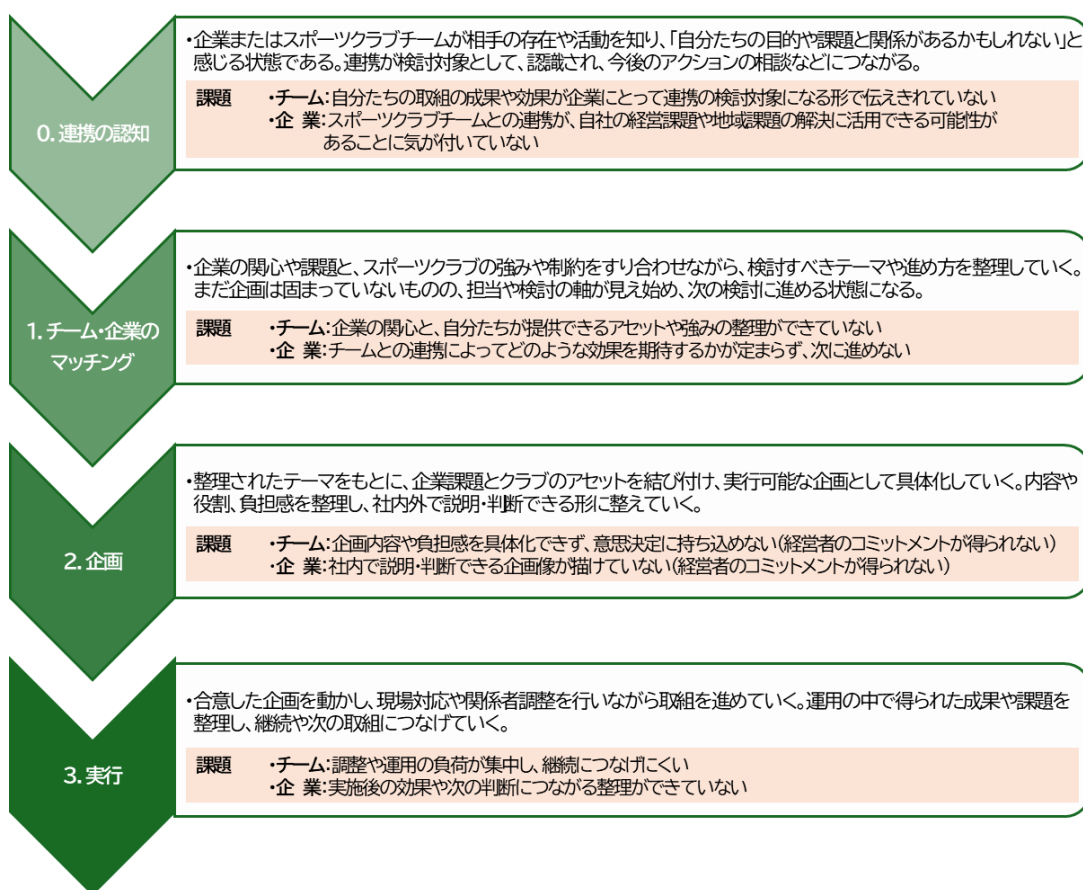 0.連携の認知
・企業またはスポーツクラブチームが相手の存在や活動を知り、「自分たちの目的や課題と関係があるかもしれない」と
感じる状態である。連携が検討対象として、認識され、今後のアクションの相談などにつながる。
課題 ・チーム:自分たちの取組の成果や効果が企業にとって連携の検討対象になる形で伝えきれていない
・企 業:スポーツクラブチームとの連携が、自社の経営課題や地域課題の解決に活用できる可能性が
あることに気が付いていない
1.チーム・企業の
マッチング
・企業の関心や課題と、スポーツクラブの強みや制約をすり合わせながら、検討すべきテーマや進め方を整理していく。
まだ企画は固まっていないものの、担当や検討の軸が見え始め、次の検討に進める状態になる。
課題 ・チーム:企業の関心と、自分たちが提供できるアセットや強みの整理ができていない
・企 業:チームとの連携によってどのような効果を期待するかが定まらず、次に進めない
2.企画
・整理されたテーマをもとに、企業課題とクラブのアセットを結び付け、実行可能な企画として具体化していく。内容や
役割、負担感を整理し、社内外で説明・判断できる形に整えていく。
課題 ・チーム:企画内容や負担感を具体化できず、意思決定に持ち込めない(経営者のコミットメントが得られない)
・企 業:社内で説明・判断できる企画像が描けていない(経営者のコミットメントが得られない)
3.実行
・合意した企画を動かし、現場対応や関係者調整を行いながら取組を進めていく。運用の中で得られた成果や課題を
整理し、継続や次の取組につなげていく。
課題 ・チーム:調整や運用の負荷が集中し、継続につなげにくい
・企 業:実施後の効果や次の判断につながる整理ができていない